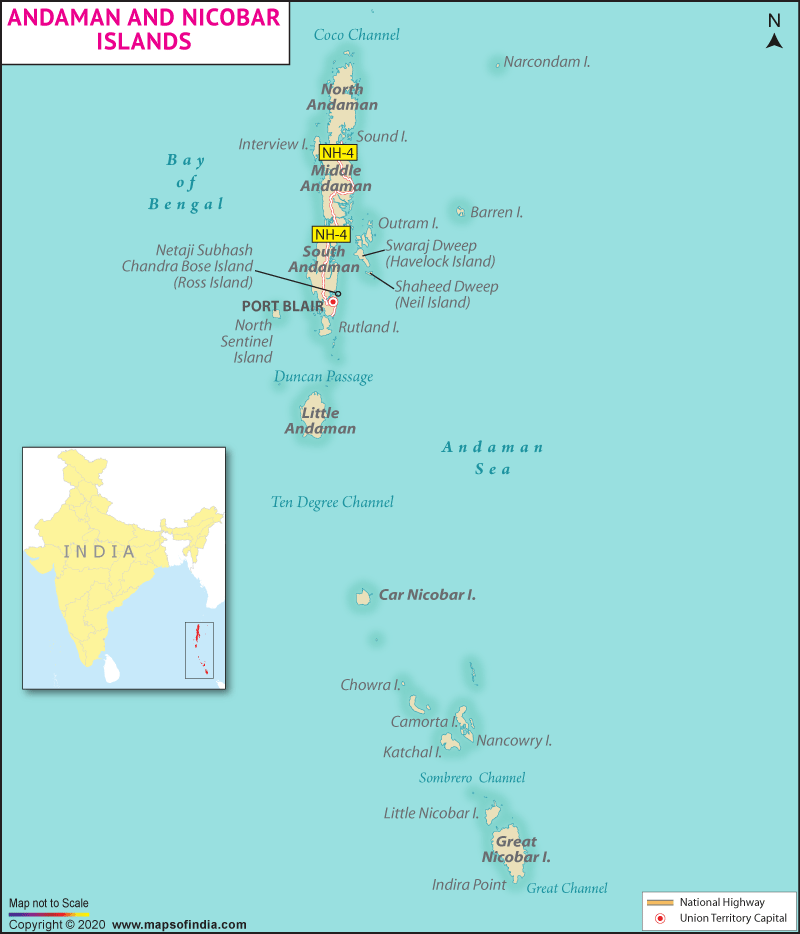 ANDAMAN AND NICOBAR
ISLANDS
N
Coco Channel
Narcondam I.
North
Andaman
Interview I.
Sound I.
NH-4
Bay
of
Bengal
Middle
Andaman
Barren I.
Outram I.
NH-4
Swaraj Dweep
(Havelock Island)
South
Andaman
Netaji Subhash
Chandra Bose Island
(Ross Island)
Shaheed Dweep
(Neil Island)
PORT BLAIR
North
Sentinel
Island
Rutland I.
Duncan Passage
Little
Andaman
Andaman
Sea
Ten Degree Channel
INDIA
Car Nicobar I.
Chowra I.
Camorta I.
Nancowry I.
Katchal I.
Sombrero Channel
Little Nicobar I.
Great
Nicobar I.
Indira Point
Great Channel
Map not to Scale
Copyright © 2020 www.mapsofindia.com
National Highway
Union Territory Capital